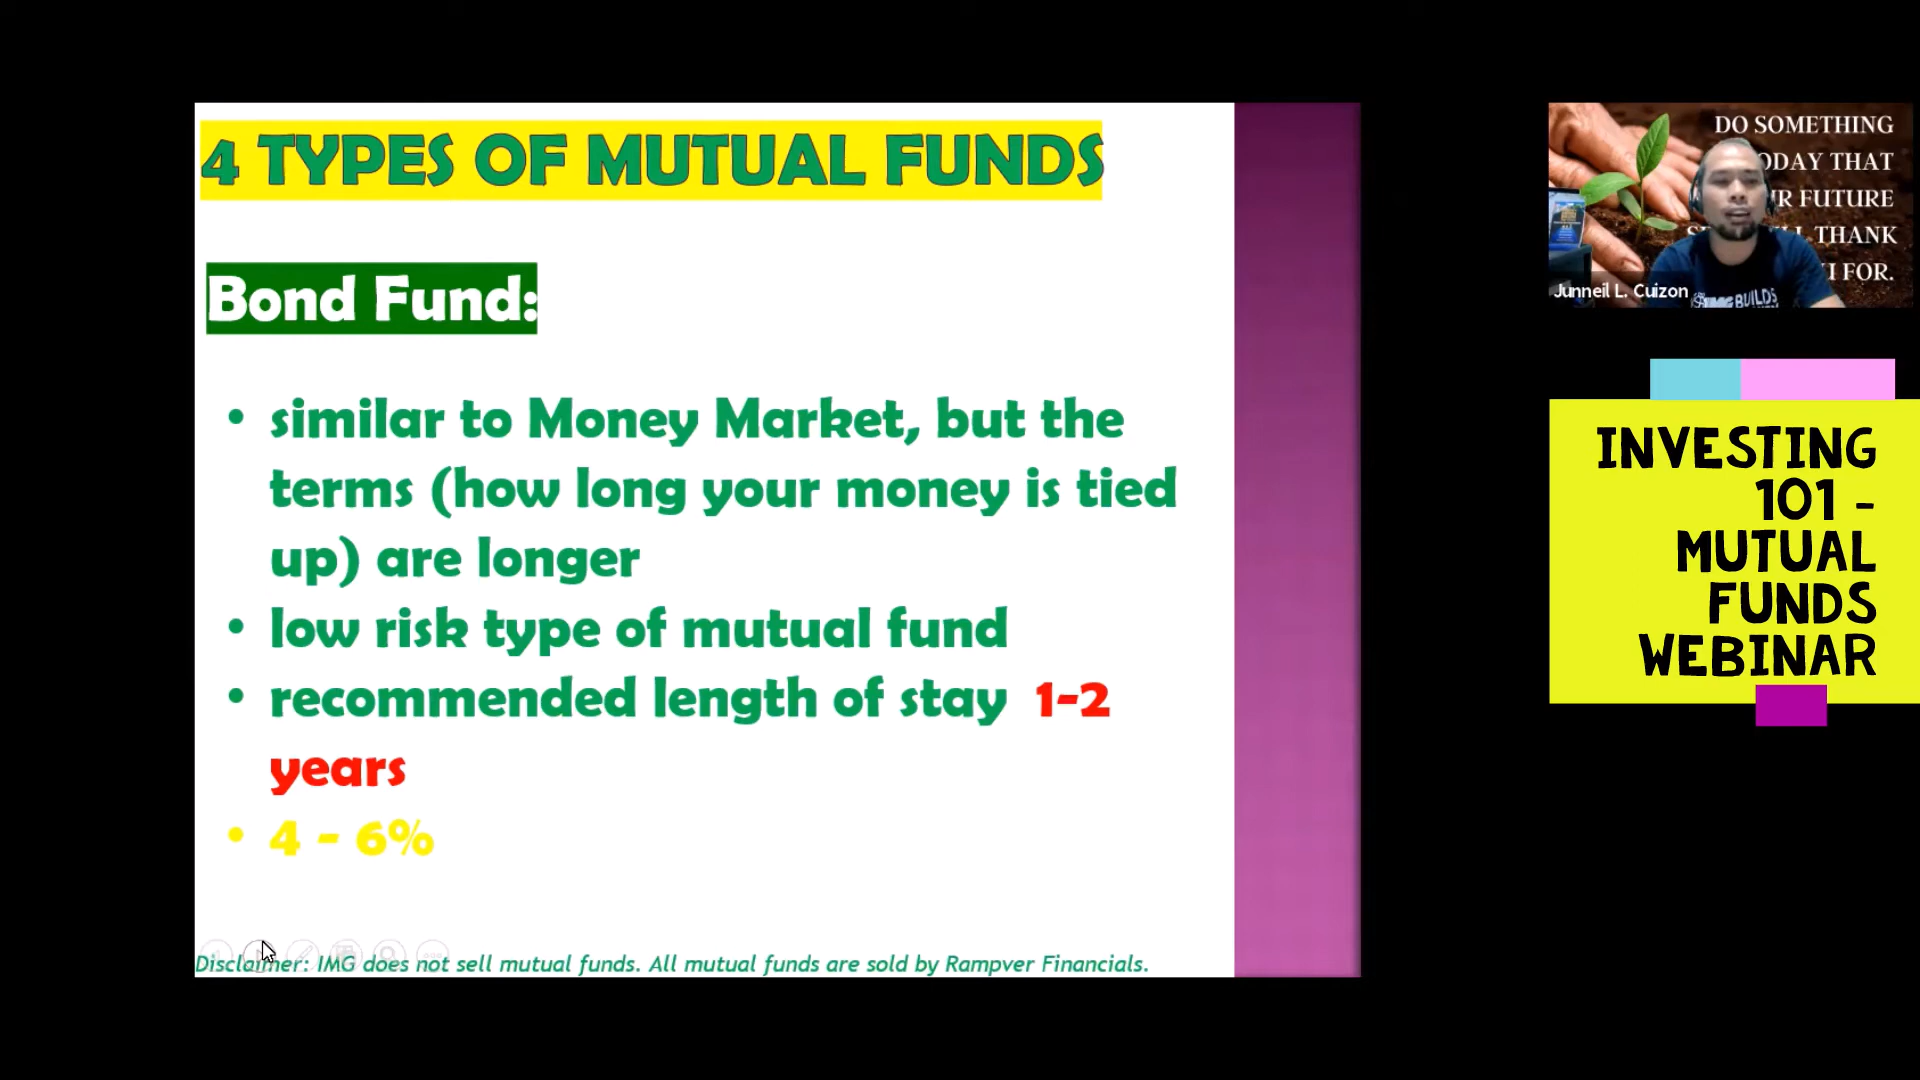 4 TYPES OF MUTUAL FUNDS
Bond Fund:
• similar to Money Market, but the
terms (how long your money is tied
up) are longer
• low risk type of mutual fund
• recommended length of stay 1-2
years
• 4 - 6%
Disclaimer: IMG does not sell mutual funds. All mutual funds are sold by Rampver Financials.
DO SOMETHING
TODAY THAT
FUTURE
THANK
FOR.
Junneil L. Cuizon
IMG BUILDS
INVESTING
101 -
MUTUAL
FUNDS
WEBINAR